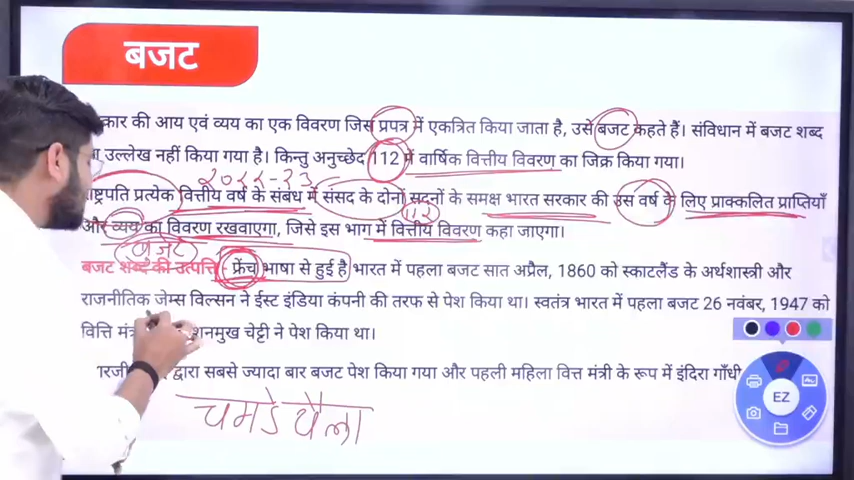 बजट
कार की आय एवं व्यय का एक विवरण जिस प्रपत्र में एकत्रित किया जाता है, उसे बजट कहते हैं। संविधान में बजट शब्द
उल्लेख नहीं किया गया है। किन्तु अनुच्छेद 112 में वार्षिक वित्तीय विवरण का जिक्र किया गया।
२०२२-२३
ाष्ट्रपति प्रत्येक वित्तीय वर्ष के संबंध में संसद के दोनों सदनों के समक्ष भारत सरकार की उस वर्ष के लिए प्राक्कलित प्राप्तियाँ
112
और व्यय का विवरण रखवाएगा, जिसे इस भाग में वित्तीय विवरण कहा जाएगा।
बुजट
बजट शब्द की उत्पत्ति - फ्रेंच भाषा से हुई है भारत में पहला बजट सात अप्रैल, 1860 को स्काटलैंड के अर्थशास्त्री और
राजनीतिक जेम्स विल्सन ने ईस्ट इंडिया कंपनी की तरफ से पेश किया था। स्वतंत्र भारत में पहला बजट 26 नवंबर, 1947 को
वित्ति मं शनमुख चेट्टी ने पेश किया था।
ारजी द्वारा सबसे ज्यादा बार बजट पेश किया गया और पहली महिला वित्त मंत्री के रूप में इंदिरा गाँधी
चमडे थैला
EZ